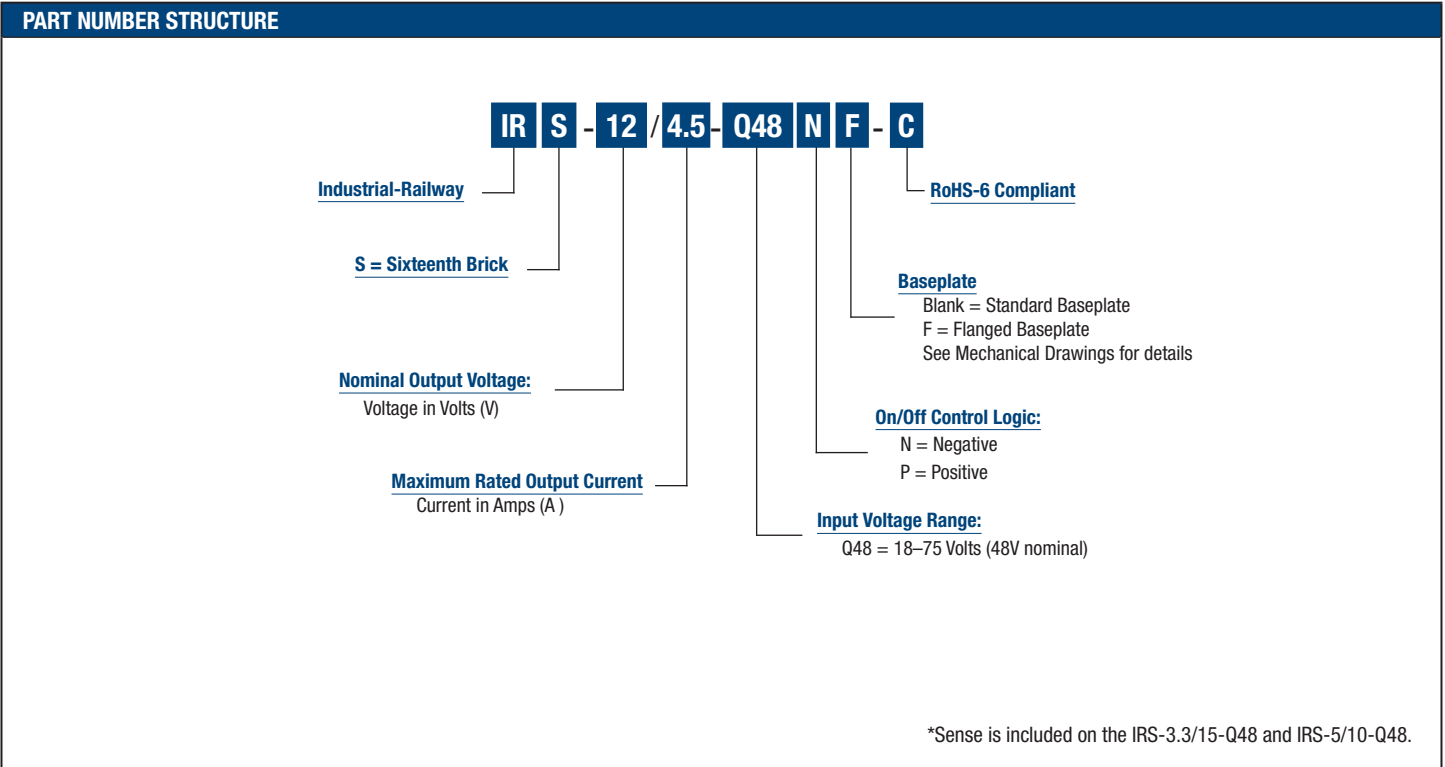 PART NUMBER STRUCTURE
IR S - 12 / 4.5 - Q48 N F - C
Industrial-Railway
RoHS-6 Compliant
S = Sixteenth Brick
Baseplate
Blank = Standard Baseplate
F = Flanged Baseplate
See Mechanical Drawings for details
Nominal Output Voltage:
Voltage in Volts (V)
On/Off Control Logic:
N = Negative
P = Positive
Maximum Rated Output Current
Current in Amps (A )
Input Voltage Range:
Q48 = 18–75 Volts (48V nominal)
*Sense is included on the IRS-3.3/15-Q48 and IRS-5/10-Q48.